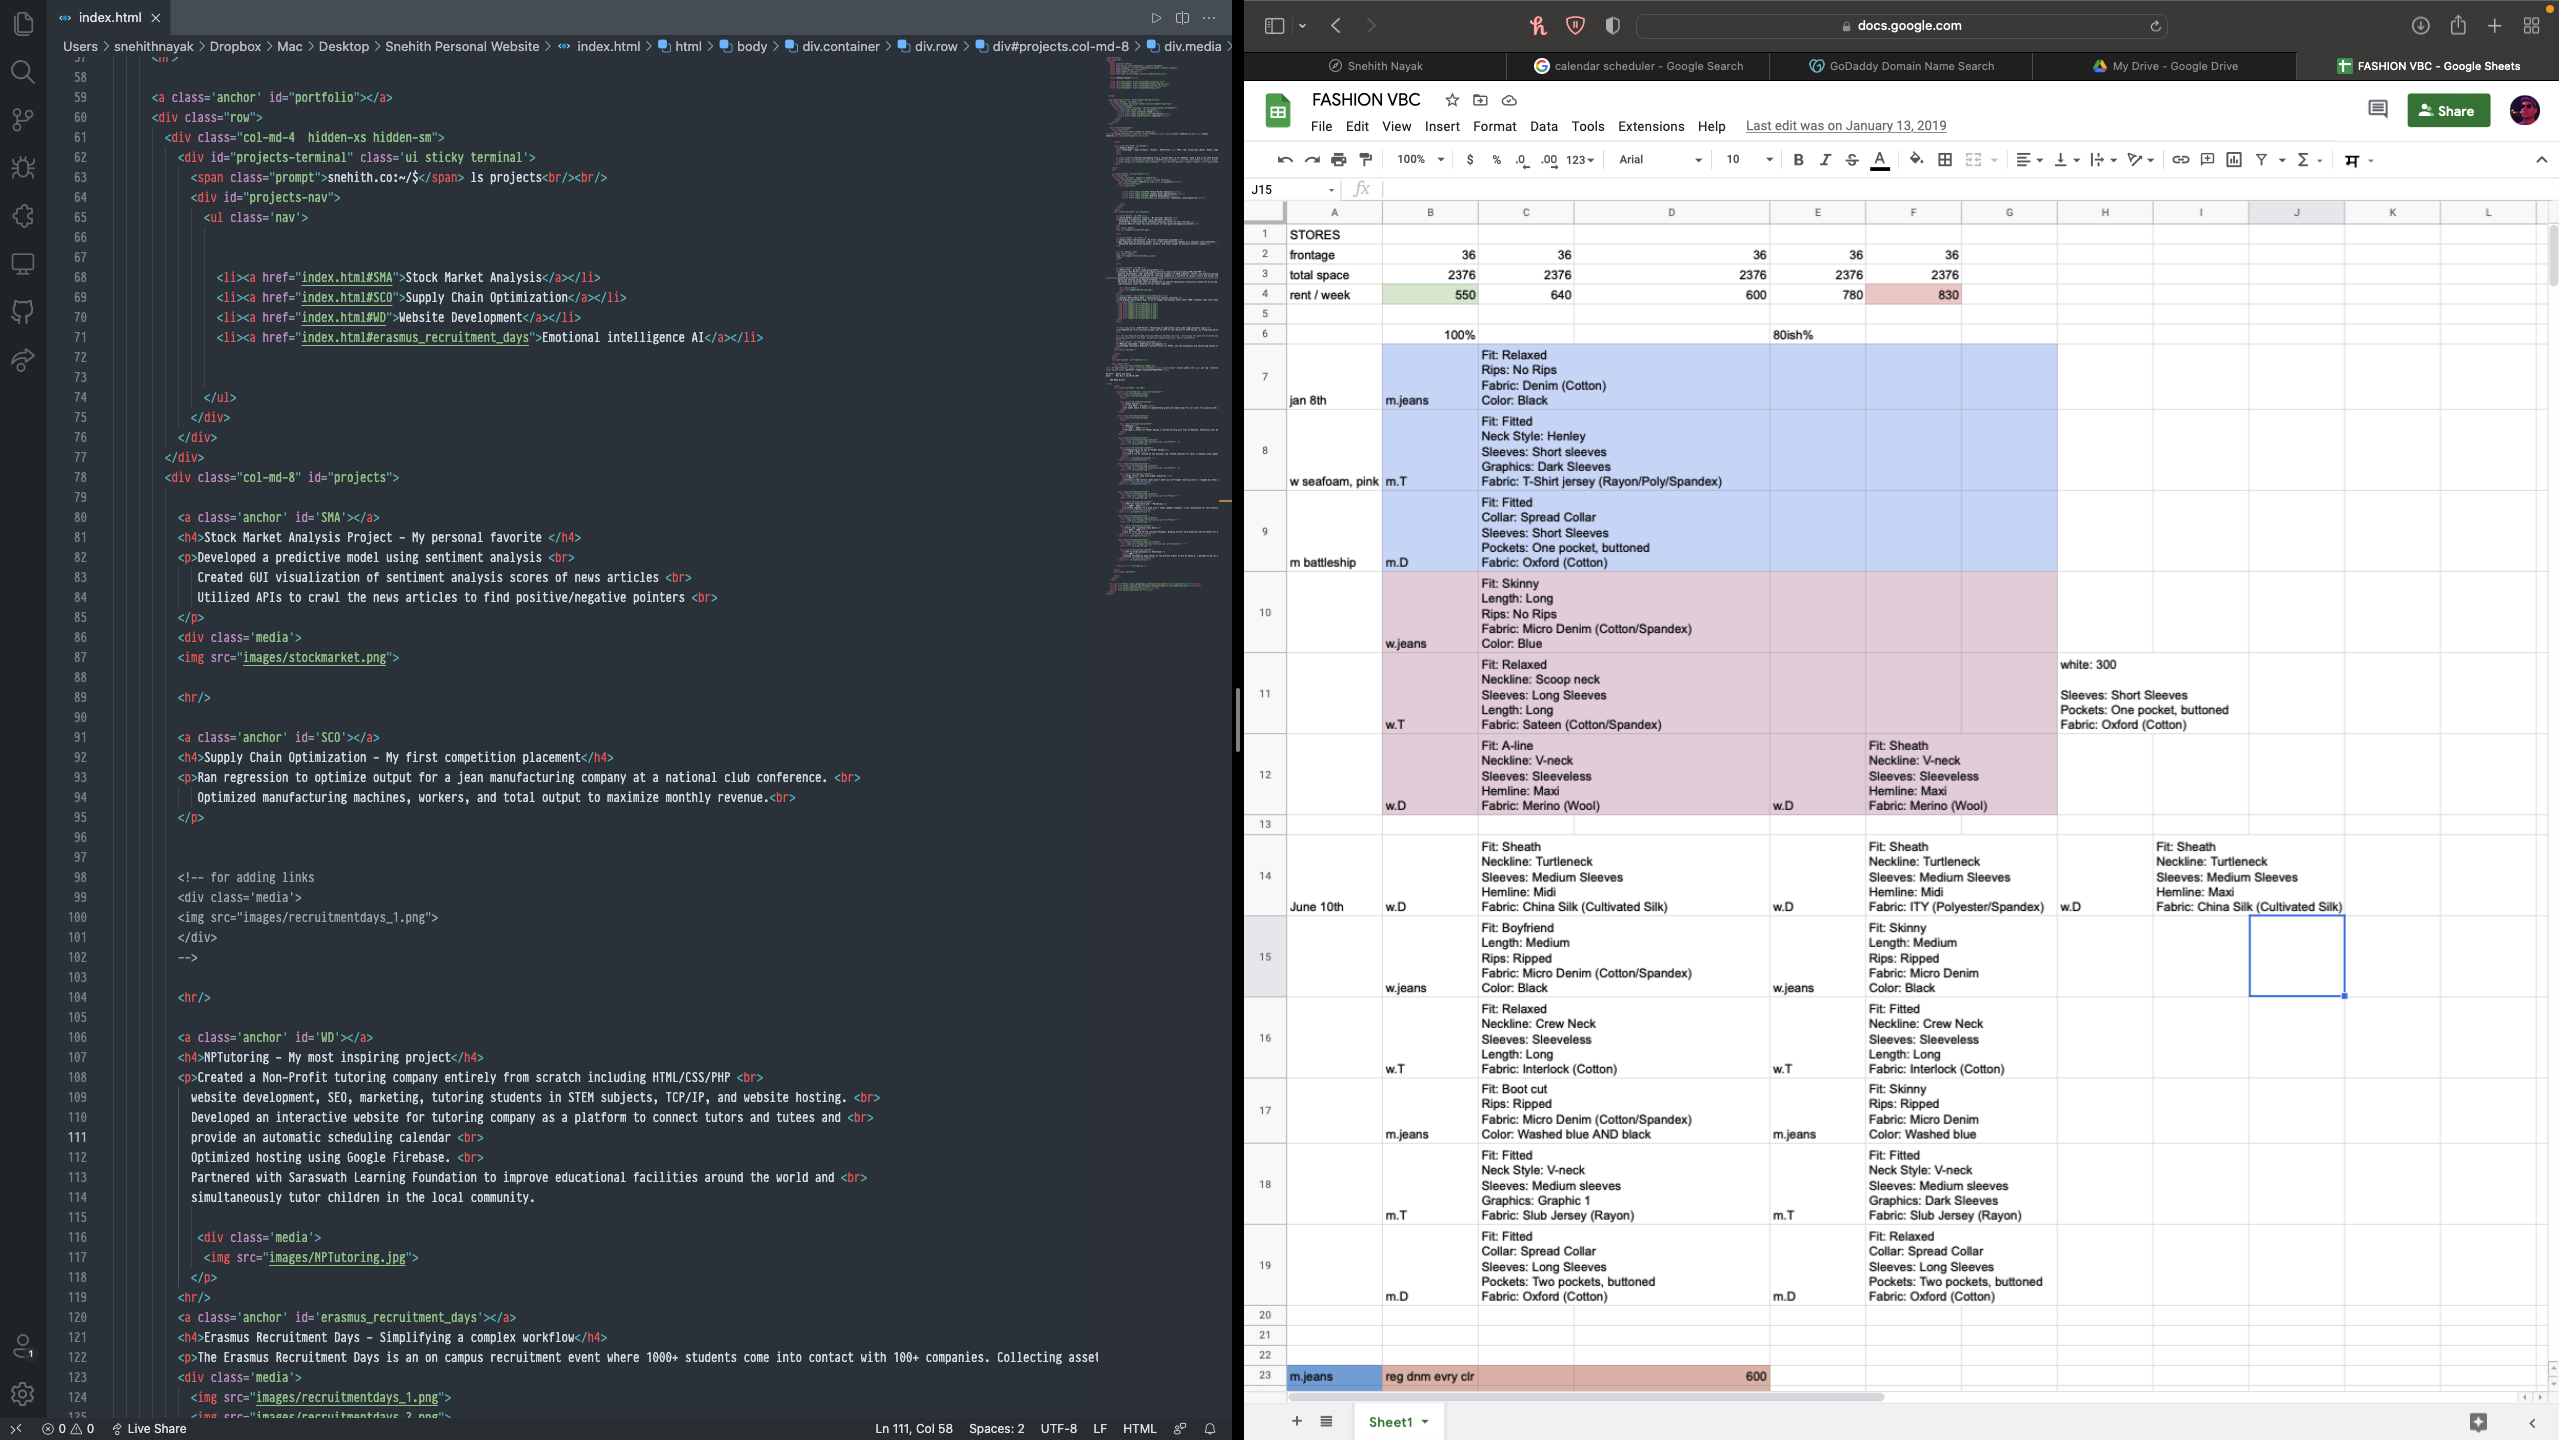 index.html
Users > snehithnayak > Dropbox > Mac > Desktop > Snehith Personal Website > index.html > html > body > div.container > div.row > div#projects.col-md-8 > div.media
57 <hr>
58
59 <a class='anchor' id="portfolio"></a>
60 <div class="row">
61 <div class="col-md-4  hidden-xs hidden-sm">
62 <div id="projects-terminal" class='ui sticky terminal'>
63 <span class="prompt">snehith.co:~/$</span> ls projects<br/><br/>
64 <div id="projects-nav">
65 <ul class='nav'>
66
67
68 <li><a href="index.html#SMA">Stock Market Analysis</a></li>
69 <li><a href="index.html#SCO">Supply Chain Optimization</a></li>
70 <li><a href="index.html#WD">Website Development</a></li>
71 <li><a href="index.html#erasmus_recruitment_days">Emotional intelligence AI</a></li>
72
73
74 </ul>
75 </div>
76 </div>
77 </div>
78 <div class="col-md-8" id="projects">
79
80 <a class='anchor' id='SMA'></a>
81 <h4>Stock Market Analysis Project - My personal favorite </h4>
82 <p>Developed a predictive model using sentiment analysis <br>
83 Created GUI visualization of sentiment analysis scores of news articles <br>
84 Utilized APIs to crawl the news articles to find positive/negative pointers <br>
85 </p>
86 <div class='media'>
87 <img src="images/stockmarket.png">
88
89 <hr/>
90
91 <a class='anchor' id='SCO'></a>
92 <h4>Supply Chain Optimization - My first competition placement</h4>
93 <p>Ran regression to optimize output for a jean manufacturing company at a national club conference. <br>
94 Optimized manufacturing machines, workers, and total output to maximize monthly revenue.<br>
95 </p>
96
97
98 <!-- for adding links
99 <div class='media'>
100 <img src="images/recruitmentdays_1.png">
101 </div>
102 -->
103
104 <hr/>
105
106 <a class='anchor' id='WD'></a>
107 <h4>NPTutoring - My most inspiring project</h4>
108 <p>Created a Non-Profit tutoring company entirely from scratch including HTML/CSS/PHP <br>
109 website development, SEO, marketing, tutoring students in STEM subjects, TCP/IP, and website hosting. <br>
110 Developed an interactive website for tutoring company as a platform to connect tutors and tutees and <br>
111 provide an automatic scheduling calendar <br>
112 Optimized hosting using Google Firebase. <br>
113 Partnered with Saraswath Learning Foundation to improve educational facilities around the world and <br>
114 simultaneously tutor children in the local community.
115
116 <div class='media'>
117 <img src="images/NPTutoring.jpg">
118 </p>
119 <hr/>
120 <a class='anchor' id='erasmus_recruitment_days'></a>
121 <h4>Erasmus Recruitment Days - Simplifying a complex workflow</h4>
122 <p>The Erasmus Recruitment Days is an on campus recruitment event where 1000+ students come into contact with 100+ companies. Collecting asset
123 <div class='media'>
124 <img src="images/recruitmentdays_1.png">
125 <img src="images/recruitmentdays_2.png">
1
0 0 Live Share
Ln 111, Col 58 Spaces: 2 UTF-8 LF HTML
docs.google.com
Snehith Nayak
calendar scheduler - Google Search
GoDaddy Domain Name Search
My Drive - Google Drive
FASHION VBC - Google Sheets
FASHION VBC
File Edit View Insert Format Data Tools Extensions Help Last edit was on January 13, 2019
Share
100% $ % .0 .00 123 Arial 10 B I S A
J15 fx
A B C D E F G H I J K L
1 STORES
2 frontage 36 36 36 36 36
3 total space 2376 2376 2376 2376 2376
4 rent / week 550 640 600 780 830
5
6 100% 80ish%
7 jan 8th m.jeans
Fit: Relaxed
Rips: No Rips
Fabric: Denim (Cotton)
Color: Black
8 w seafoam, pink m.T
Fit: Fitted
Neck Style: Henley
Sleeves: Short sleeves
Graphics: Dark Sleeves
Fabric: T-Shirt jersey (Rayon/Poly/Spandex)
9 m battleship m.D
Fit: Fitted
Collar: Spread Collar
Sleeves: Short Sleeves
Pockets: One pocket, buttoned
Fabric: Oxford (Cotton)
10 w.jeans
Fit: Skinny
Length: Long
Rips: No Rips
Fabric: Micro Denim (Cotton/Spandex)
Color: Blue
11 w.T
Fit: Relaxed
Neckline: Scoop neck
Sleeves: Long Sleeves
Length: Long
Fabric: Sateen (Cotton/Spandex)
white: 300
Sleeves: Short Sleeves
Pockets: One pocket, buttoned
Fabric: Oxford (Cotton)
12 w.D
Fit: A-line
Neckline: V-neck
Sleeves: Sleeveless
Hemline: Maxi
Fabric: Merino (Wool)
w.D
Fit: Sheath
Neckline: V-neck
Sleeves: Sleeveless
Hemline: Maxi
Fabric: Merino (Wool)
13
14 June 10th w.D
Fit: Sheath
Neckline: Turtleneck
Sleeves: Medium Sleeves
Hemline: Midi
Fabric: China Silk (Cultivated Silk)
w.D
Fit: Sheath
Neckline: Turtleneck
Sleeves: Medium Sleeves
Hemline: Midi
Fabric: ITY (Polyester/Spandex)
w.D
Fit: Sheath
Neckline: Turtleneck
Sleeves: Medium Sleeves
Hemline: Maxi
Fabric: China Silk (Cultivated Silk)
15 w.jeans
Fit: Boyfriend
Length: Medium
Rips: Ripped
Fabric: Micro Denim (Cotton/Spandex)
Color: Black
w.jeans
Fit: Skinny
Length: Medium
Rips: Ripped
Fabric: Micro Denim
Color: Black
16 w.T
Fit: Relaxed
Neckline: Crew Neck
Sleeves: Sleeveless
Length: Long
Fabric: Interlock (Cotton)
w.T
Fit: Fitted
Neckline: Crew Neck
Sleeves: Sleeveless
Length: Long
Fabric: Interlock (Cotton)
17 m.jeans
Fit: Boot cut
Rips: Ripped
Fabric: Micro Denim (Cotton/Spandex)
Color: Washed blue AND black
m.jeans
Fit: Skinny
Rips: Ripped
Fabric: Micro Denim
Color: Washed blue
18 m.T
Fit: Fitted
Neck Style: V-neck
Sleeves: Medium sleeves
Graphics: Graphic 1
Fabric: Slub Jersey (Rayon)
m.T
Fit: Fitted
Neck Style: V-neck
Sleeves: Medium sleeves
Graphics: Dark Sleeves
Fabric: Slub Jersey (Rayon)
19 m.D
Fit: Fitted
Collar: Spread Collar
Sleeves: Long Sleeves
Pockets: Two pockets, buttoned
Fabric: Oxford (Cotton)
m.D
Fit: Relaxed
Collar: Spread Collar
Sleeves: Long Sleeves
Pockets: Two pockets, buttoned
Fabric: Oxford (Cotton)
20
21
22
23 m.jeans reg dnm evry clr 600
Sheet1